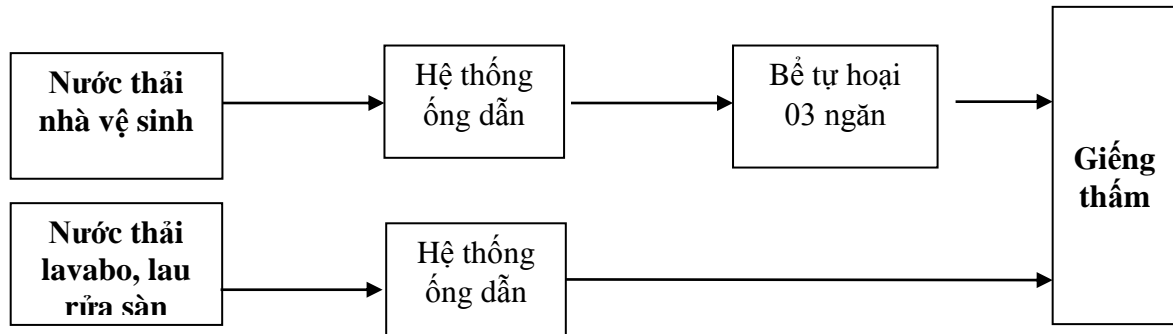 Nước thải
nhà vệ sinh
Hệ thống
ống dẫn
Bể tự hoại
03 ngăn
Giếng
thấm
Nước thải
lavabo, lau
rửa sàn
Hệ thống
ống dẫn